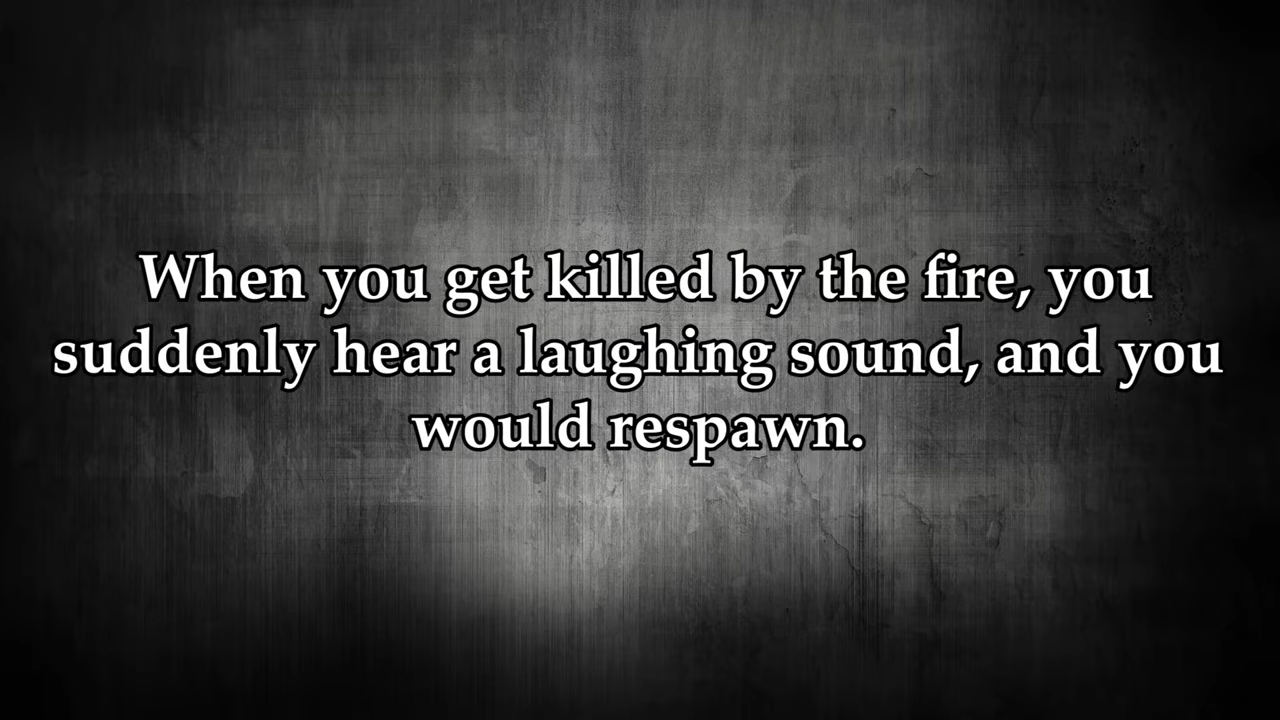 When you get killed by the fire, you
suddenly hear a laughing sound, and you
would respawn.